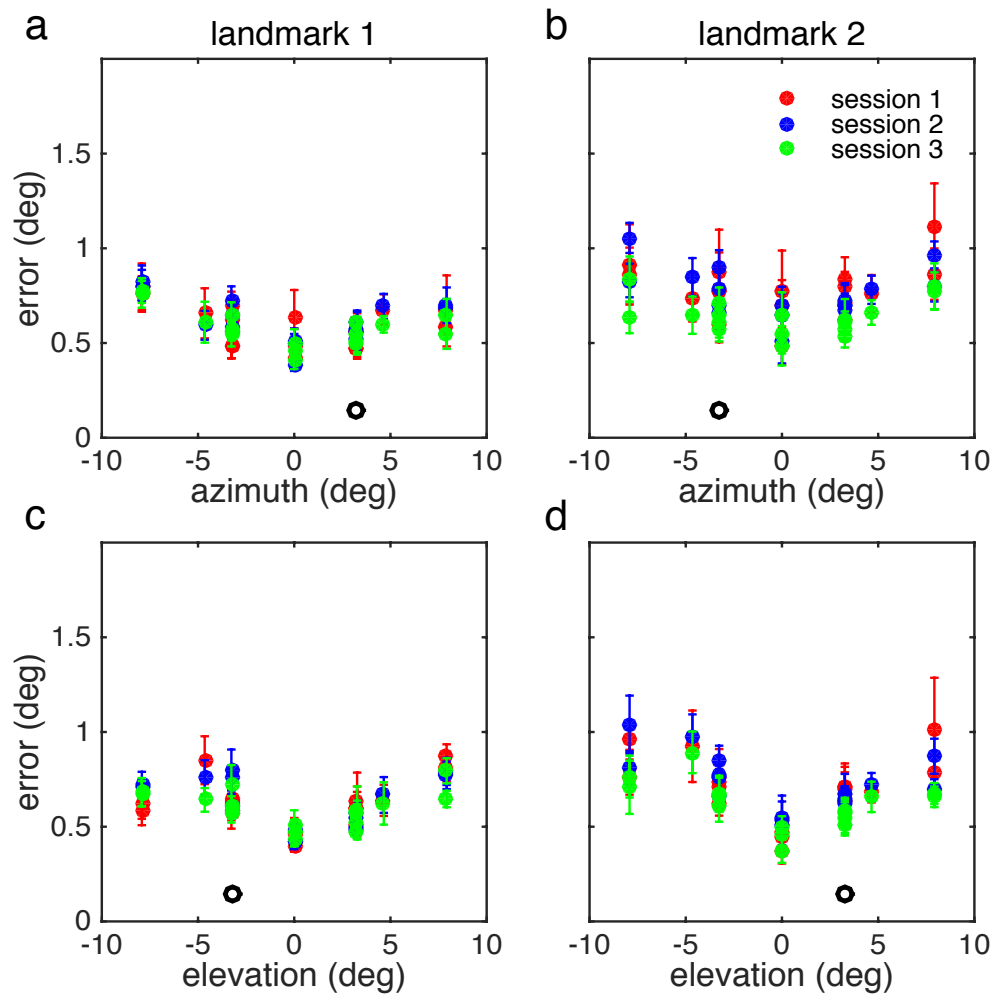 a landmark 1
b landmark 2
session 1
session 2
session 3
error (deg)
1.5
1
0.5
0
-10 -5 0 5 10
-10 -5 0 5 10
azimuth (deg)
azimuth (deg)
c
d
error (deg)
1.5
1
0.5
0
-10 -5 0 5 10
-10 -5 0 5 10
elevation (deg)
elevation (deg)